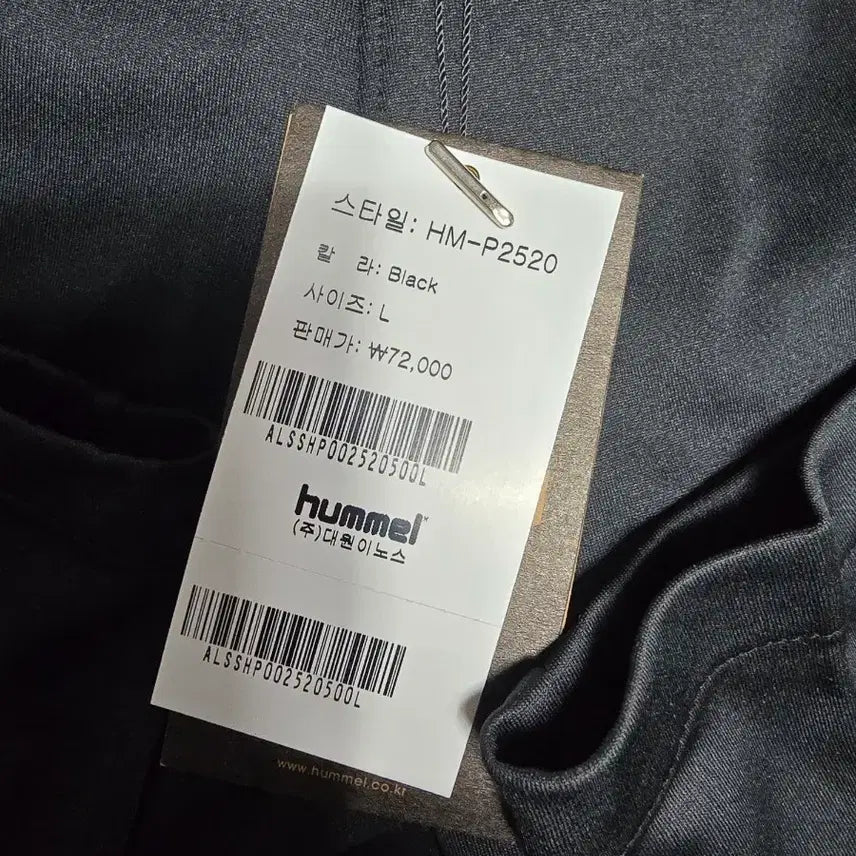 스타일: HM-P2520
칼 라: Black
사이즈: L
판매가: ₩72,000
ALSSHP002520500L
hummel™
(주)대원이노스
ALSSHP002520500L
www.hummel.co.kr